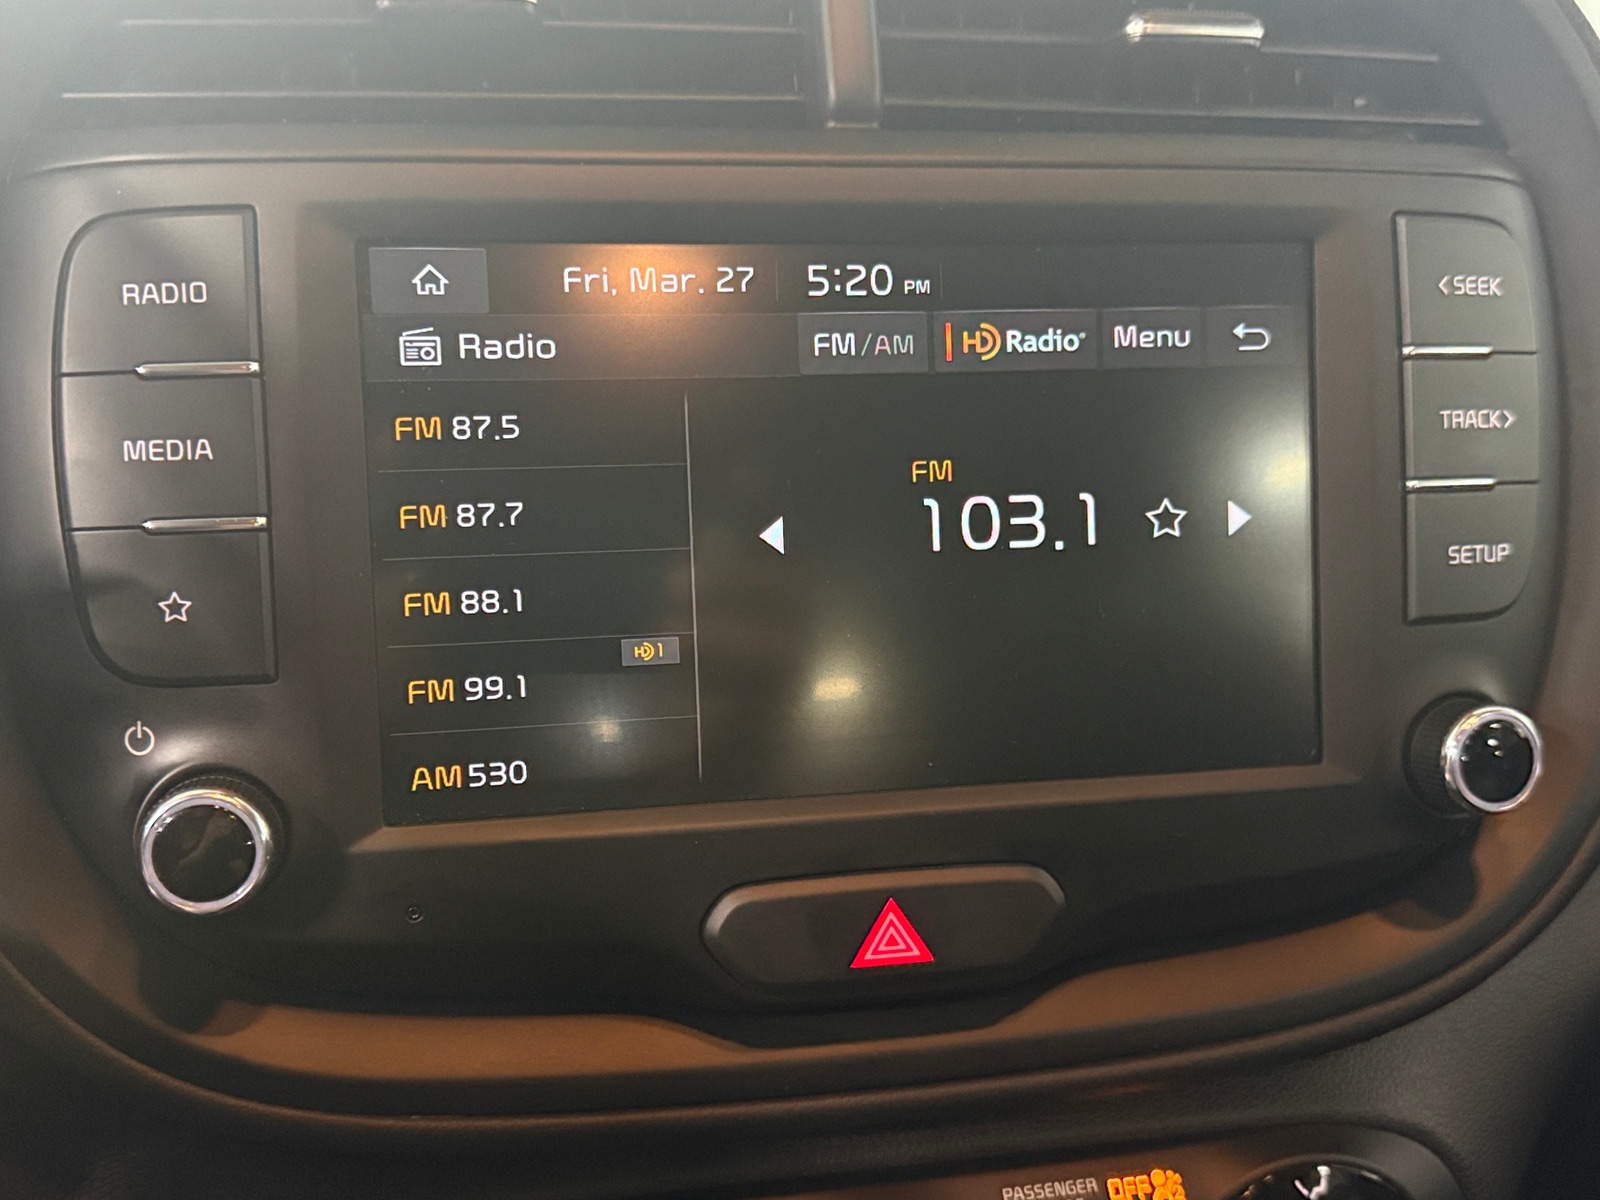 Fri, Mar. 27 5:20 PM
Radio FM/AM HD Radio Menu
RADIO
MEDIA
FM 87.5
FM 87.7
FM 88.1
HD 1
FM 99.1
AM 530
FM
103.1
< SEEK
TRACK >
SETUP
PASSENGER OFF